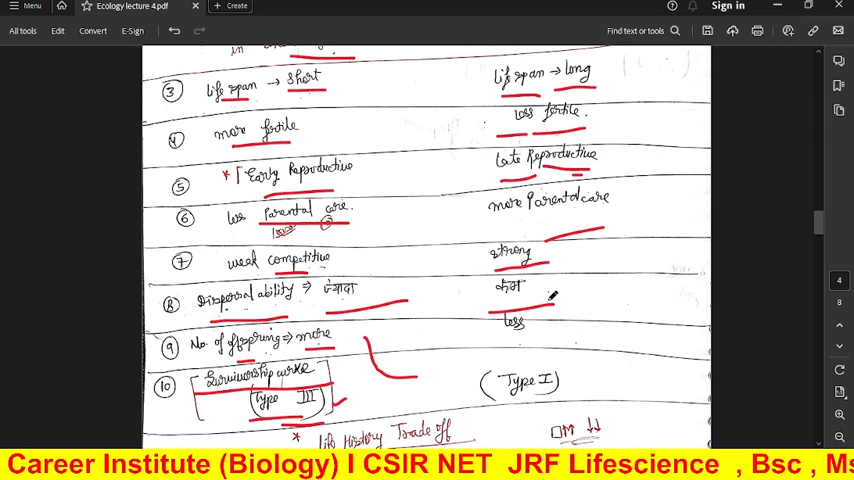 Menu
Ecology lecture 4.pdf
Create
Sign in
All tools Edit Convert E-Sign
Find text or tools
③ Life span → Short Life span → long
④ more fertile less fertile.
⑤ * Early Reproductive Late Reproductive
⑥ les Parental care. more Parental care
⑦ weak competitive strong
⑧ Dispersal ability ⇒ ज्यादा कम
⑨ No. of offspring ⇒ more less
⑩ Survivorship curve
(Type III) (Type I)
* Life History Trade off ↑↑ ↓↓
4
8
Career Institute (Biology) I CSIR NET JRF Lifescience , Bsc , Ms